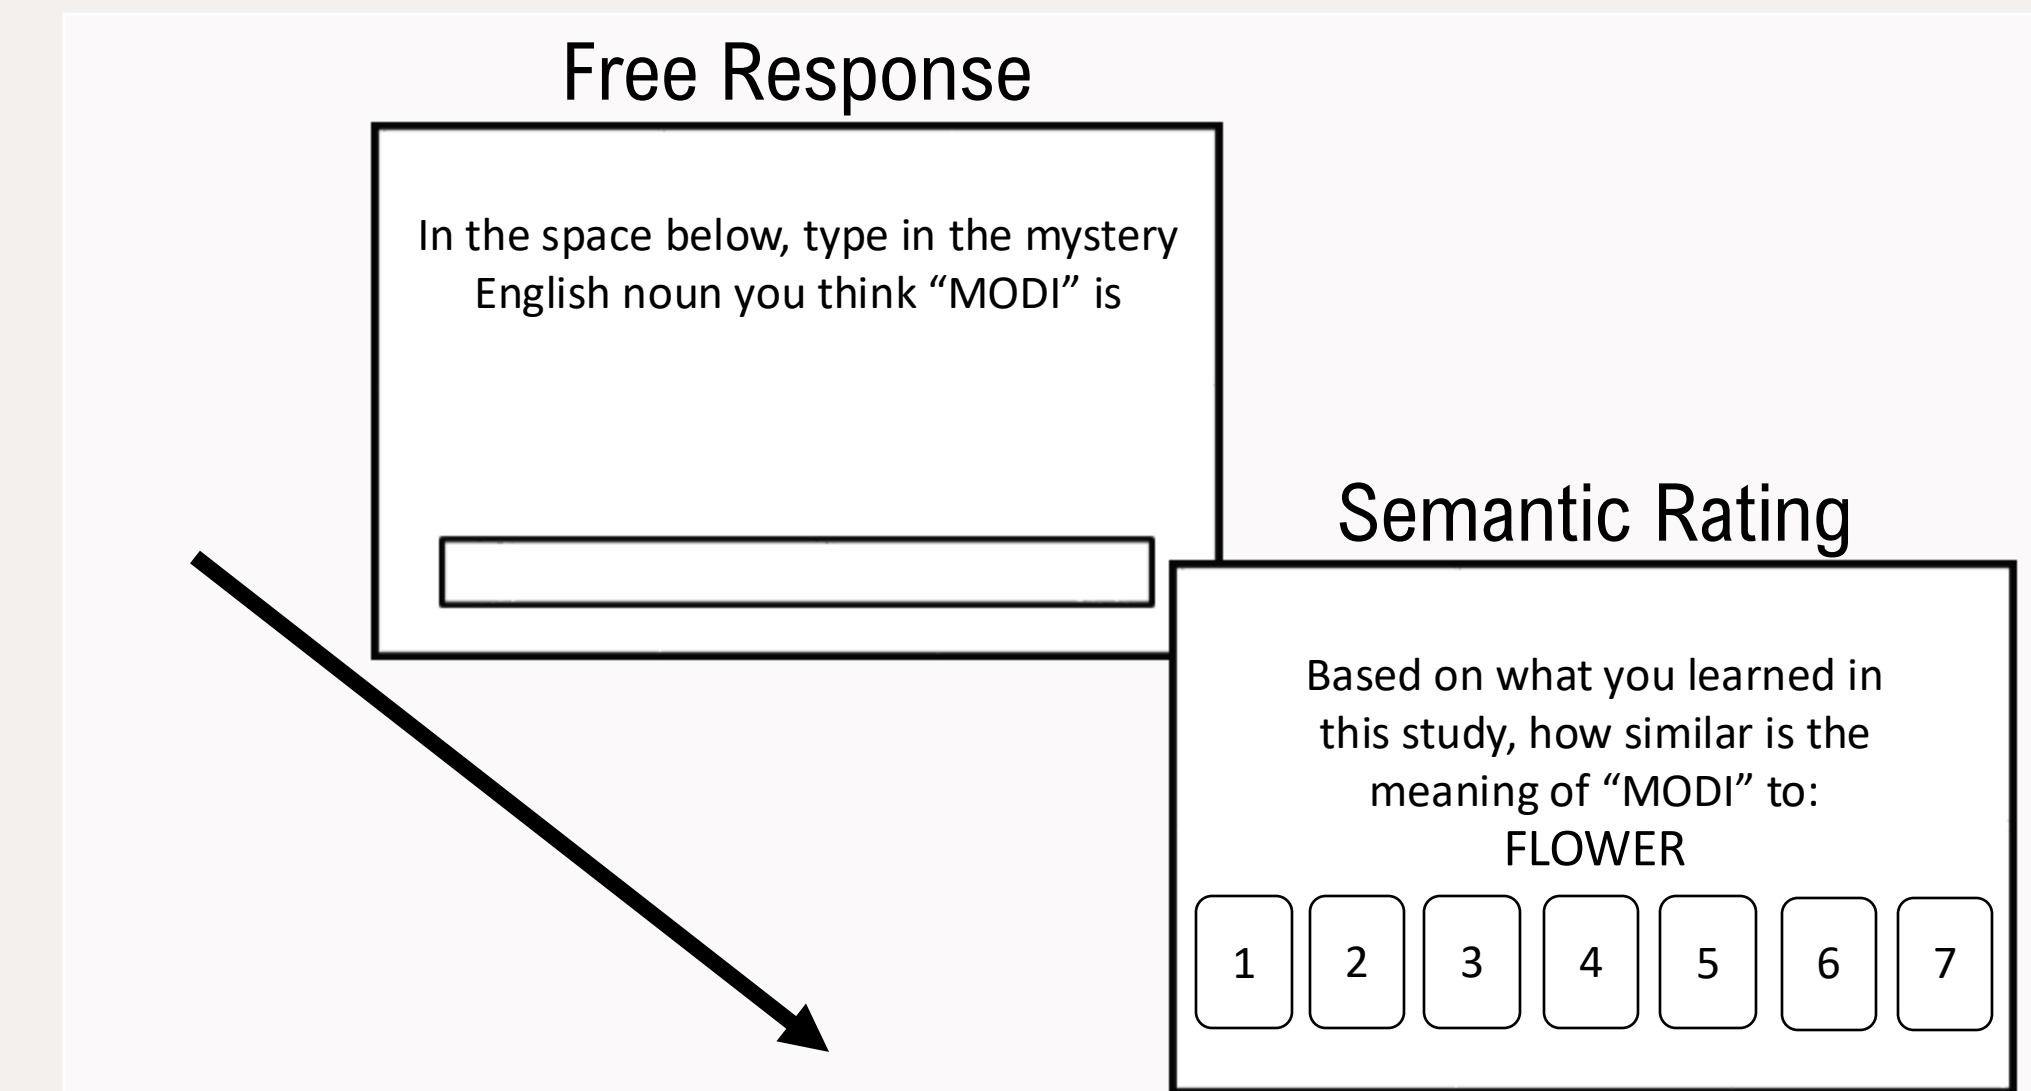 Free Response
In the space below, type in the mystery
English noun you think “MODI” is
Semantic Rating
Based on what you learned in
this study, how similar is the
meaning of “MODI” to:
FLOWER
1 2 3 4 5 6 7